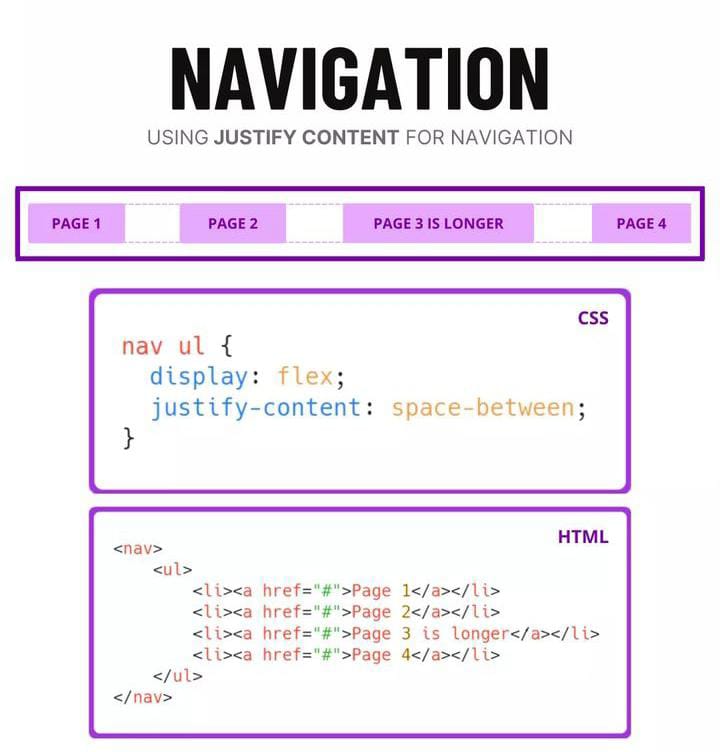 NAVIGATION
USING JUSTIFY CONTENT FOR NAVIGATION
PAGE 1 PAGE 2 PAGE 3 IS LONGER PAGE 4
CSS
nav ul {
  display: flex;
  justify-content: space-between;
}
HTML
<nav>
    <ul>
        <li><a href="#">Page 1</a></li>
        <li><a href="#">Page 2</a></li>
        <li><a href="#">Page 3 is longer</a></li>
        <li><a href="#">Page 4</a></li>
    </ul>
</nav>